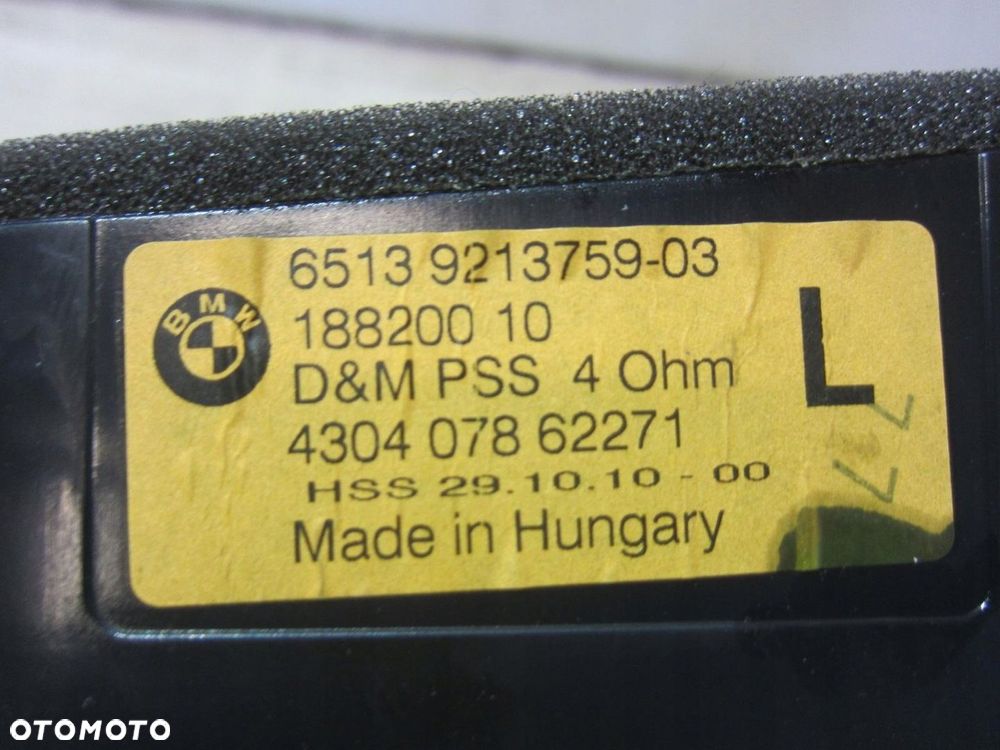 6513 9213759-03
BMW
188200 10
L
D&M PSS 4 Ohm
4304 078 62271
77
HSS 29.10.10 - 00
Made in Hungary
OTOMOTO